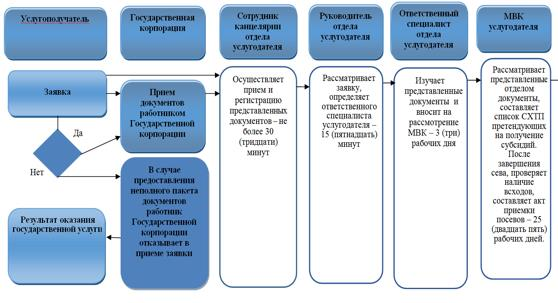 Услугополучатель
Государственная
корпорация
Сотрудник
канцелярии
отдела
услугодателя
Руководитель
отдела
услугодателя
Ответственный
специалист
отдела
услугодателя
МВК
услугодателя
Заявка
Да
Нет
Результат оказания
государственной услуги
Прием
документов
работником
Государственной
корпорации
В случае
предоставления
неполного пакета
документов
работник
Государственной
корпорации
отказывает в
приеме заявки
Осуществляет
прием и
регистрацию
представленных
документов – не
более 30
(тридцати)
минут
Рассматривает
заявку,
определяет
ответственного
специалиста
услугодателя –
15 (пятнадать)
минут
Изучает
представленные
документы и
вносит на
рассмотрение
МВК – 3 (три)
рабочих дня
Рассматривает
представленные
отделом
документы,
составляет
список СХТП
претендующих
на получение
субсидий.
После
завершения
сева, проверяет
наличие
всходов,
составляет акт
приемки
посевов – 25
(двадцать пять)
рабочих дней.